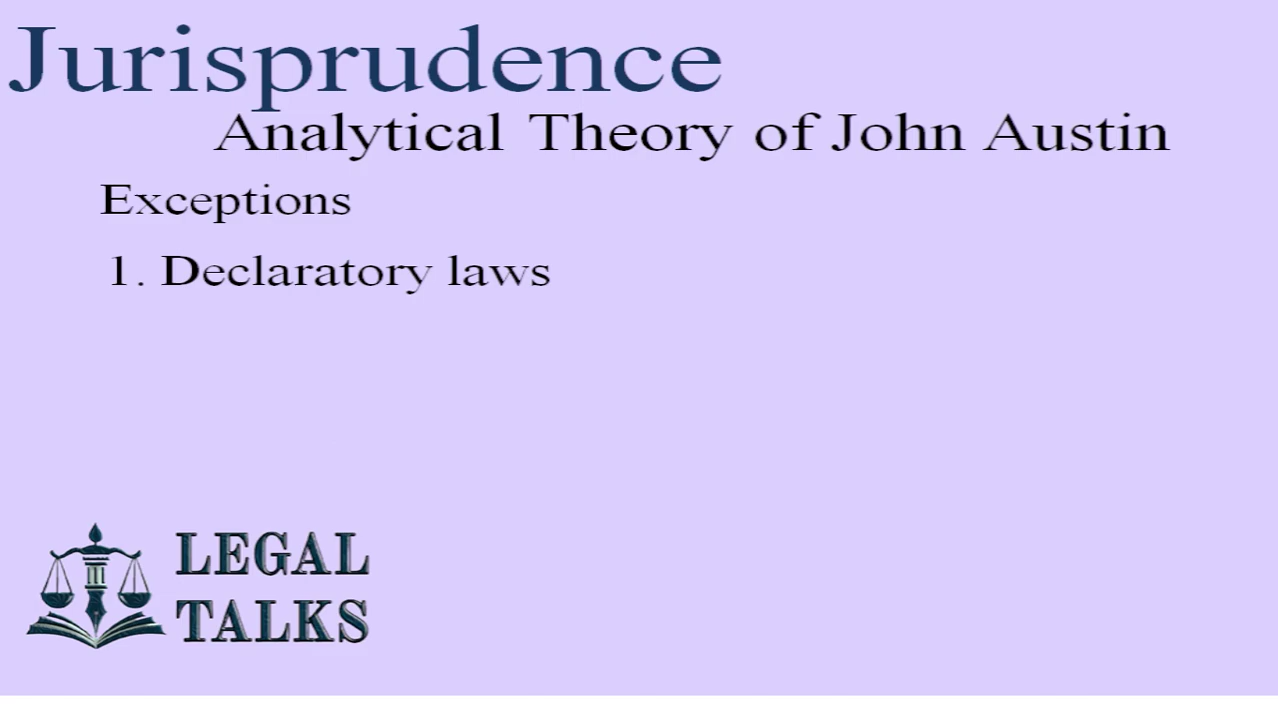 Jurisprudence
Analytical Theory of John Austin
Exceptions
1. Declaratory laws
LEGAL
TALKS